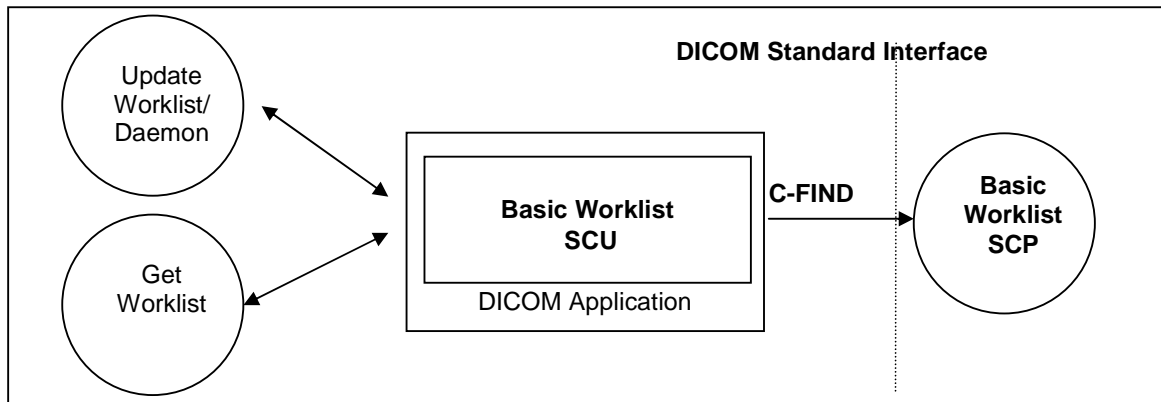 DICOM Standard Interface
Update
Worklist/
Daemon
Basic Worklist
SCU
DICOM Application
C-FIND
Basic
Worklist
SCP
Get
Worklist